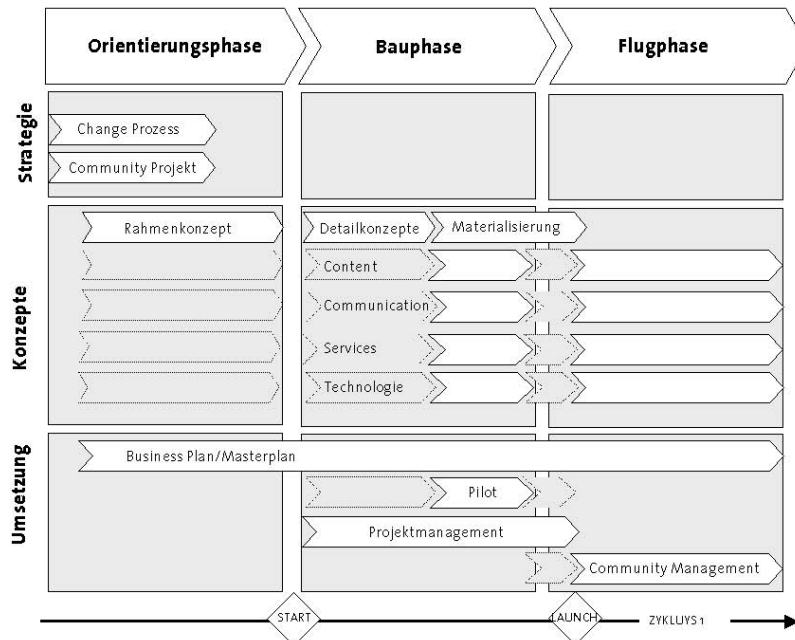 Orientierungsphase
Bauphase
Flugphase
Strategie
Change Prozess
Community Projekt
Konzepte
Rahmenkonzept
Detailkonzepte
Materialisierung
Content
Communication
Services
Technologie
Umsetzung
Business Plan/Masterplan
Pilot
Projektmanagement
Community Management
START
LAUNCH
ZYKLUYS 1